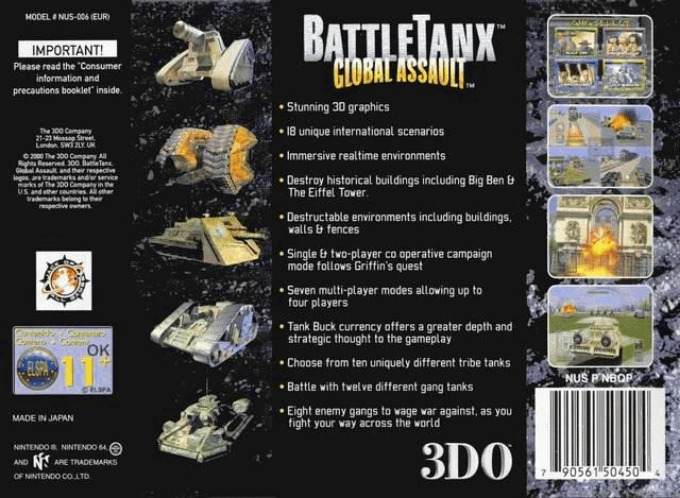 MODEL # NUS-006 (EUR)
IMPORTANT!
Please read the "Consumer
information and
precautions booklet" inside.
The 3DO Company
21-23 Mossop Street,
London, SW3 2LY, UK
© 2000 The 3DO Company. All
Rights Reserved. 3DO, BattleTanx,
Global Assault, and their respective
logos, are trademarks and/or service
marks of The 3DO Company in the
U.S. and other countries. All other
trademarks belong to their
respective owners.
ELSPA
OK
11+
© ELSPA
MADE IN JAPAN
NINTENDO ®, NINTENDO 64,
AND N ARE TRADEMARKS
OF NINTENDO CO.,LTD.
BATTLETANX™
GLOBAL ASSAULT™
• Stunning 3D graphics
• 18 unique international scenarios
• Immersive realtime environments
• Destroy historical buildings including Big Ben &
The Eiffel Tower.
• Destructable environments including buildings,
walls & fences
• Single & two-player co operative campaign
mode follows Griffin's quest
• Seven multi-player modes allowing up to
four players
• Tank Buck currency offers a greater depth and
strategic thought to the gameplay
• Choose from ten uniquely different tribe tanks
• Battle with twelve different gang tanks
• Eight enemy gangs to wage war against, as you
fight your way across the world
3DO™
NUS P NBQP
7 90561 50450 4